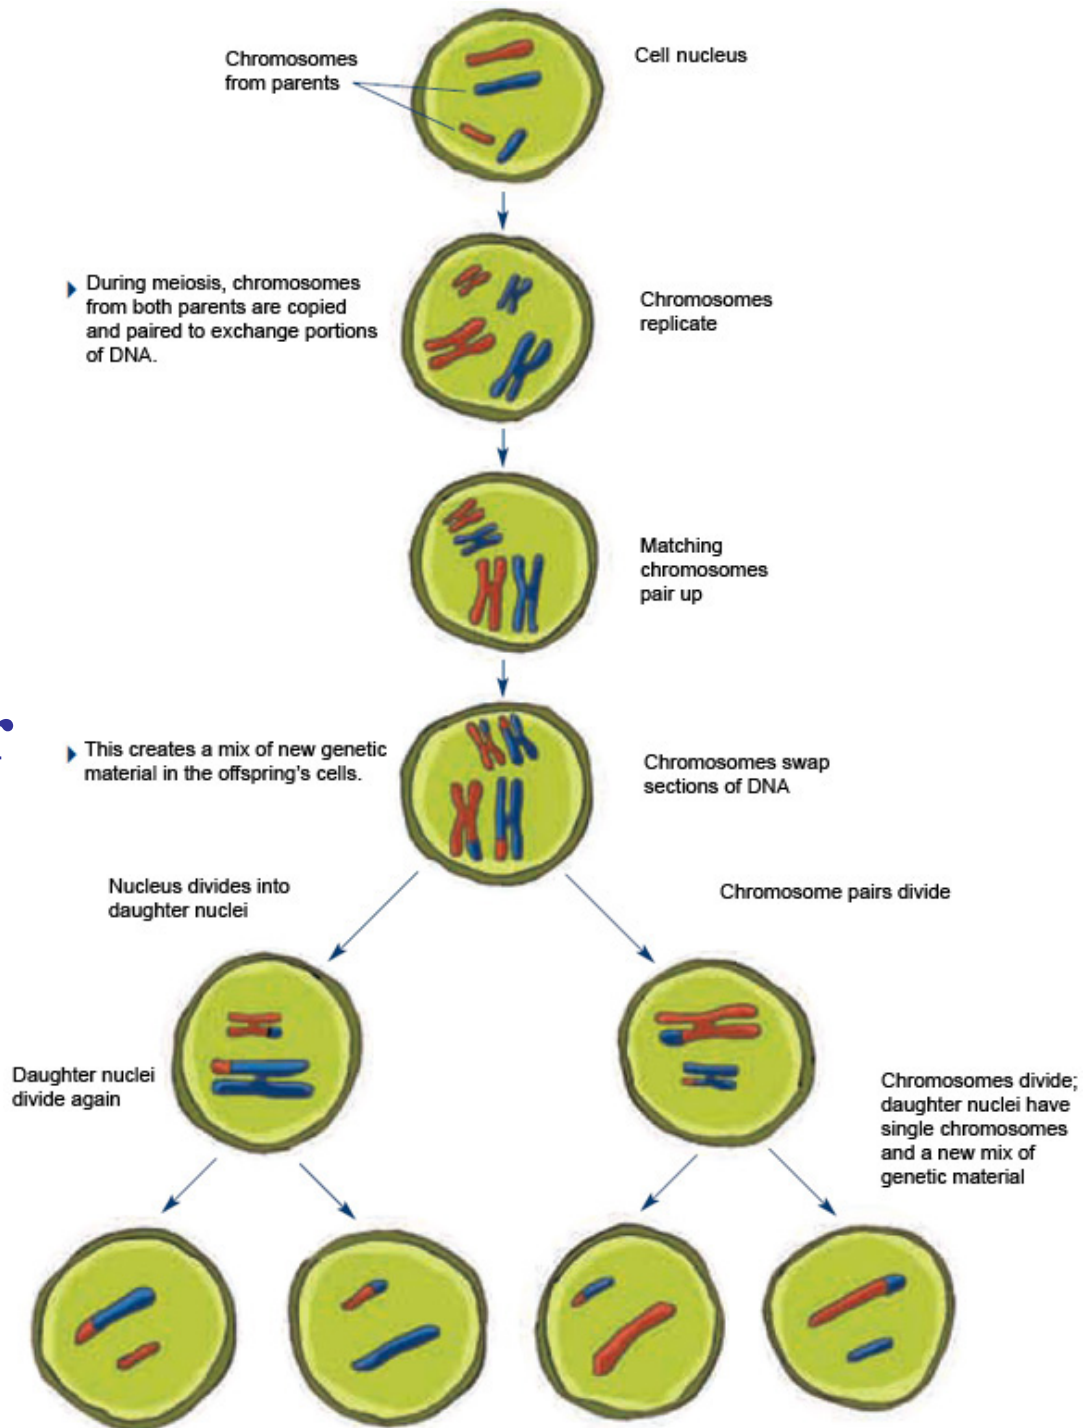 Chromosomes
from parents
Cell nucleus
During meiosis, chromosomes
from both parents are copied
and paired to exchange portions
of DNA.
Chromosomes
replicate
Matching
chromosomes
pair up
This creates a mix of new genetic
material in the offspring's cells.
Chromosomes swap
sections of DNA
Nucleus divides into
daughter nuclei
Chromosome pairs divide
Daughter nuclei
divide again
Chromosomes divide;
daughter nuclei have
single chromosomes
and a new mix of
genetic material